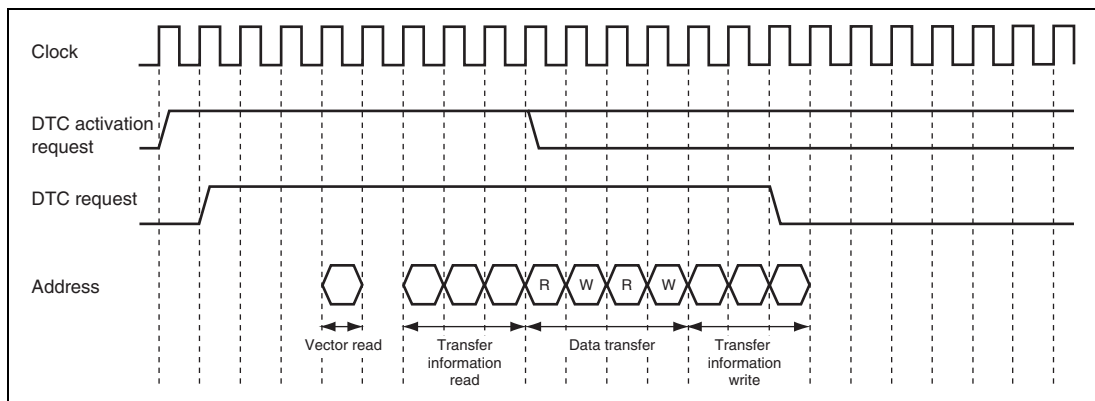 Clock
DTC activation
request
DTC request
Address
R W R W
Vector read
Transfer
information
read
Data transfer
Transfer
information
write